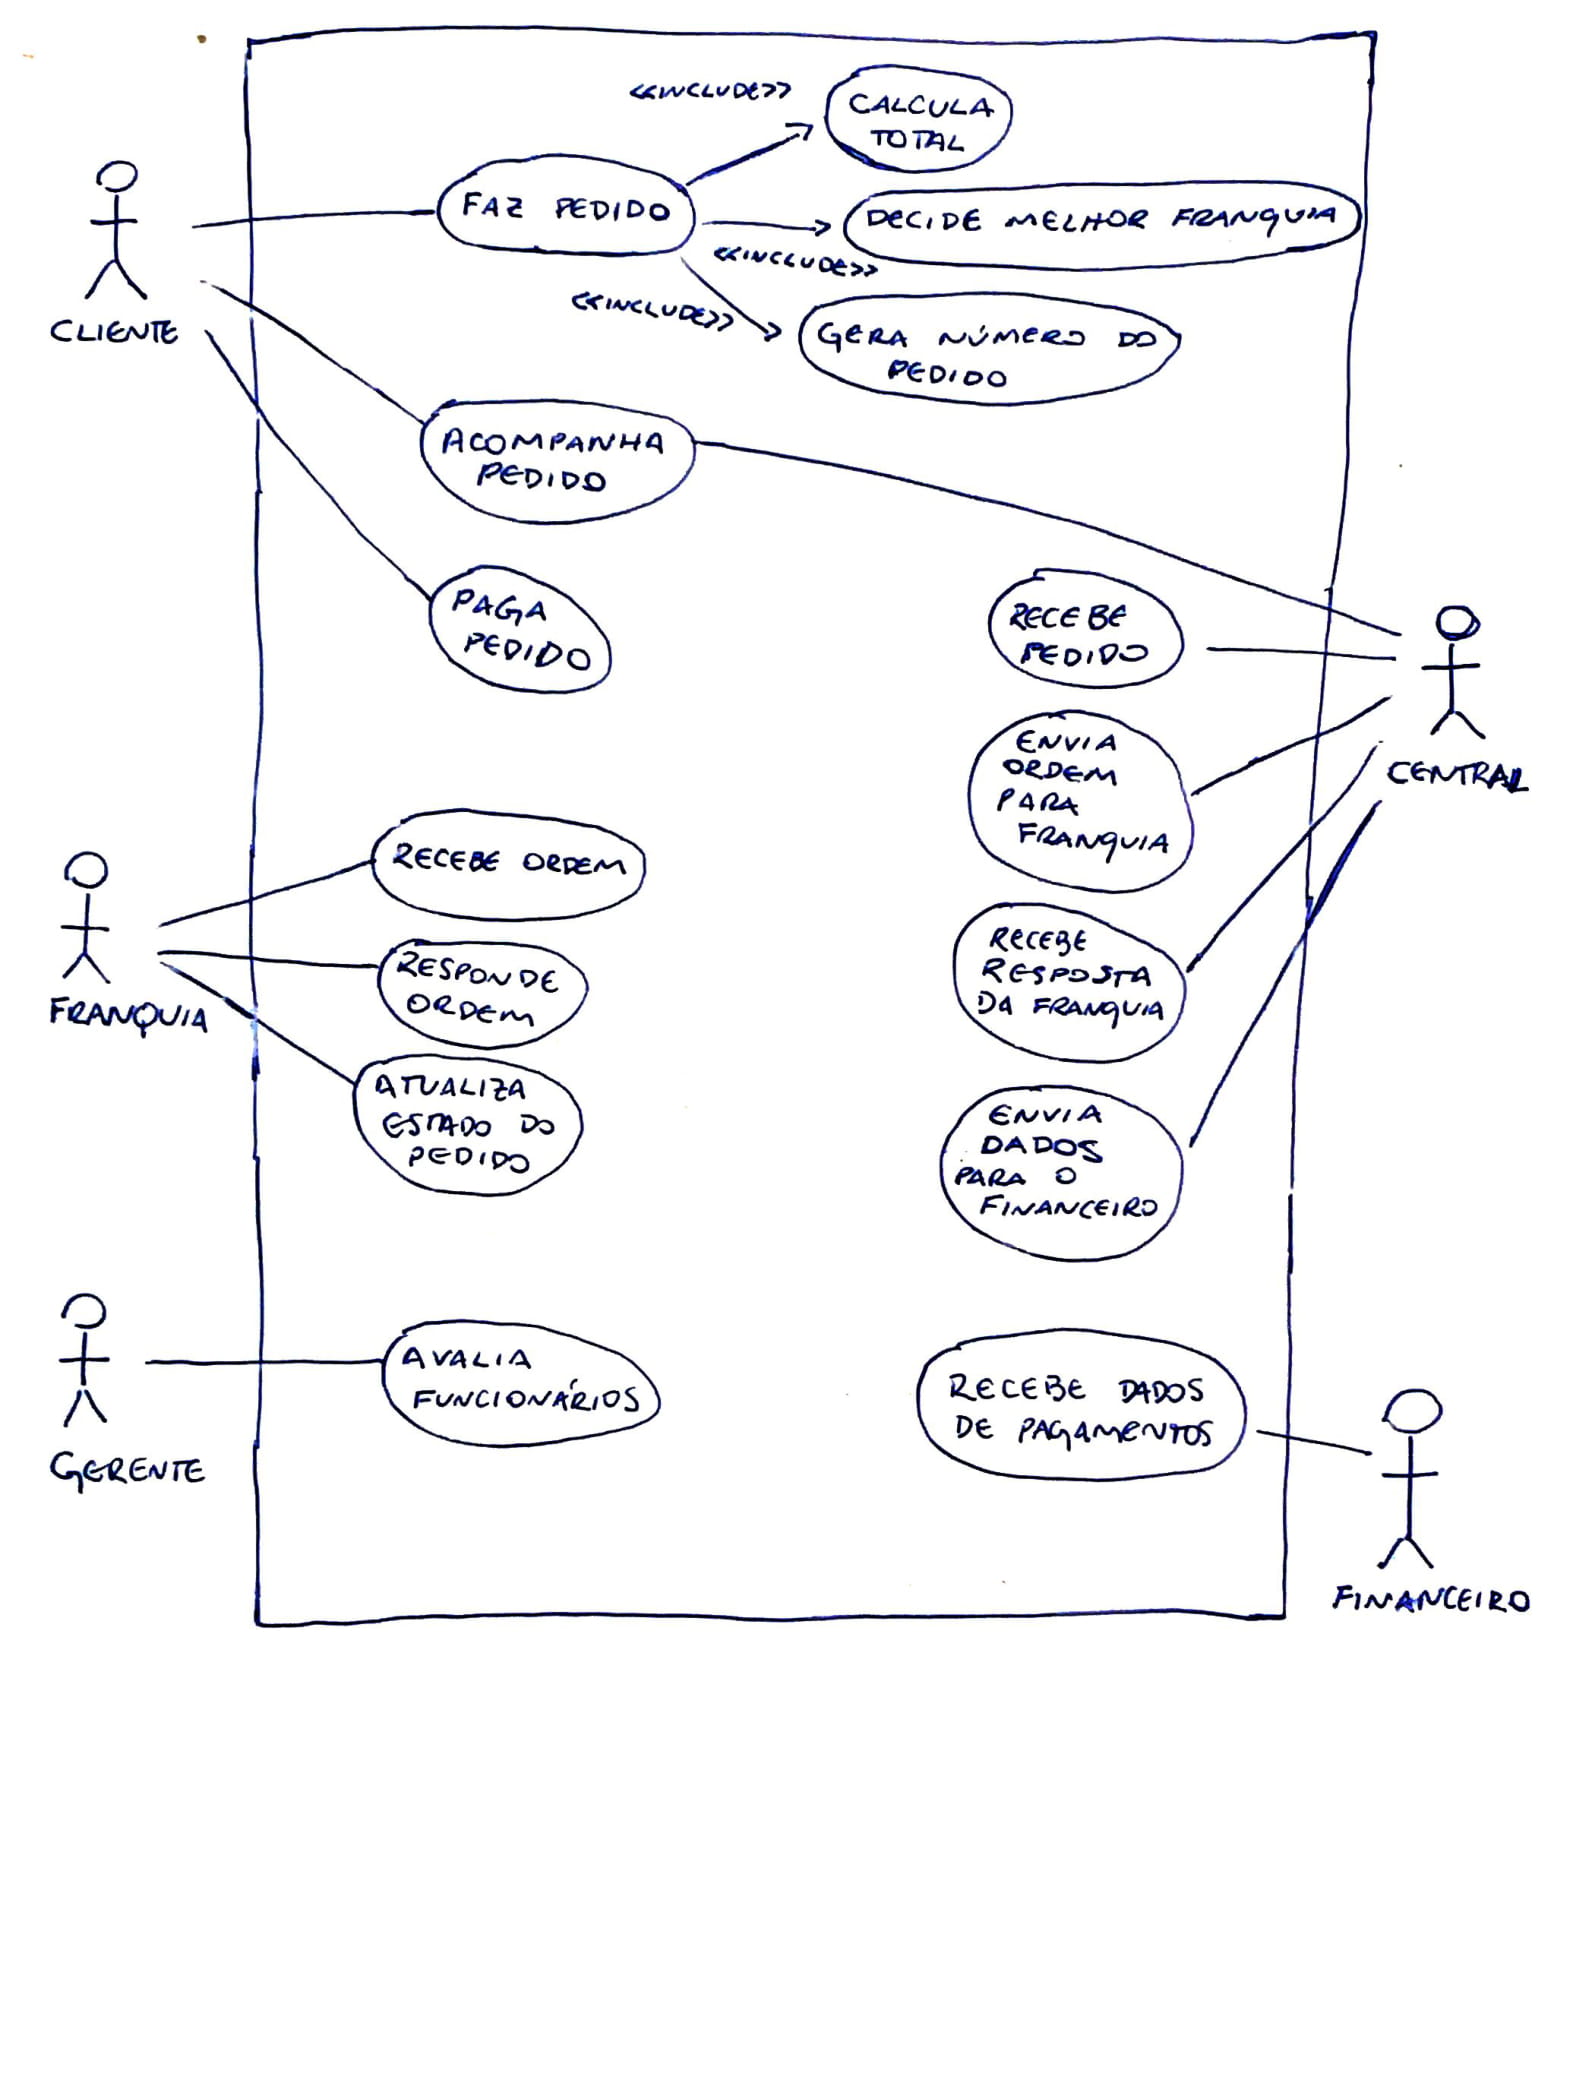 <<INCLUDE>>
CALCULA
TOTAL
FAZ PEDIDO
DECIDE MELHOR FRANQUIA
<<INCLUDE>>
<<INCLUDE>>
GERA NÚMERO DO
PEDIDO
CLIENTE
ACOMPANHA
PEDIDO
PAGA
PEDIDO
RECEBE
PEDIDO
CENTRAL
ENVIA
ORDEM
PARA
FRANQUIA
RECEBE ORDEM
RESPONDE
ORDEM
FRANQUIA
RECEBE
RESPOSTA
DA FRANQUIA
ATUALIZA
ESTADO DO
PEDIDO
ENVIA
DADOS
PARA O
FINANCEIRO
AVALIA
FUNCIONÁRIOS
GERENTE
RECEBE DADOS
DE PAGAMENTOS
FINANCEIRO